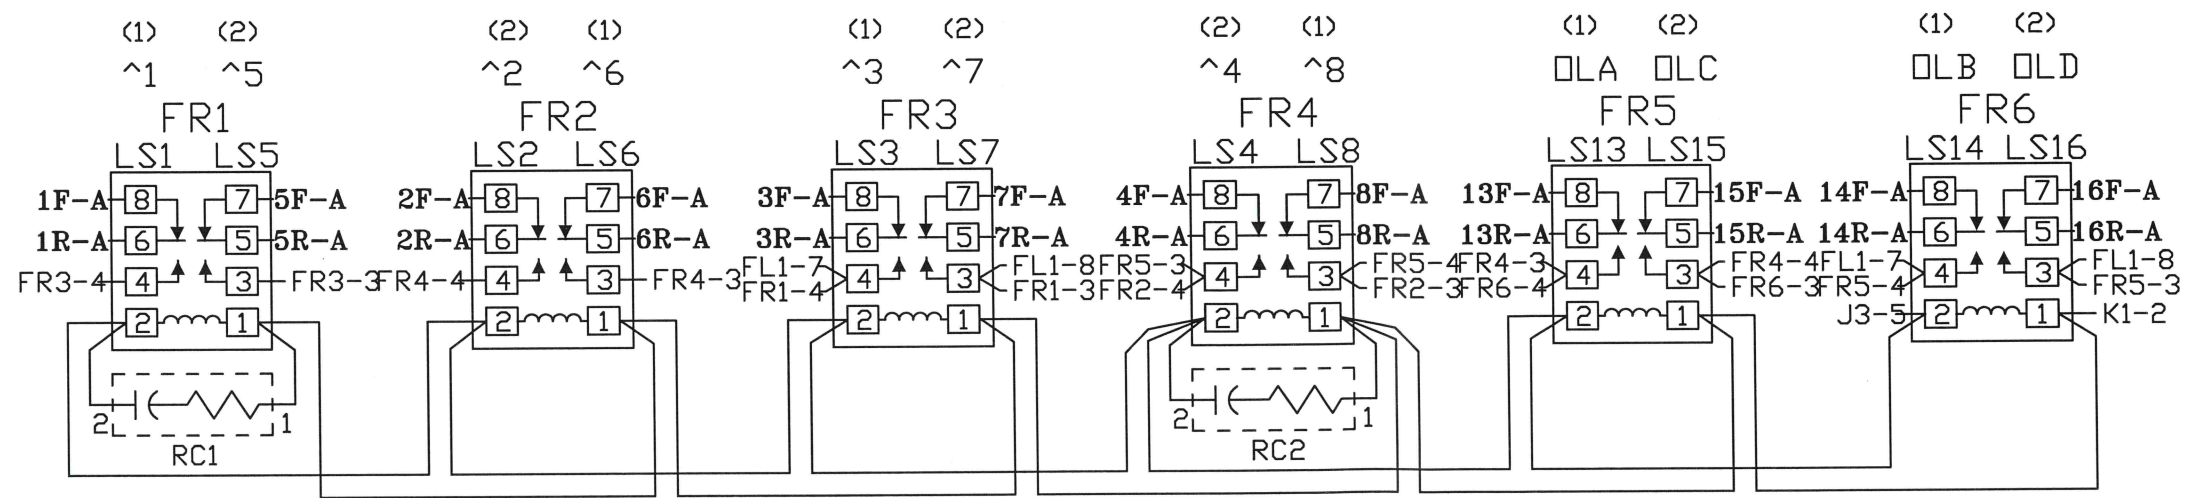 (1) (2) (2) (1) (1) (2) (2) (1) (1) (2) (1) (2)
^1 ^5 ^2 ^6 ^3 ^7 ^4 ^8 OLA OLC OLB OLD
FR1 FR2 FR3 FR4 FR5 FR6
LS1 LS5 LS2 LS6 LS3 LS7 LS4 LS8 LS13 LS15 LS14 LS16
1F-A 8 7 5F-A 2F-A 8 7 6F-A 3F-A 8 7 7F-A 4F-A 8 7 8F-A 13F-A 8 7 15F-A 14F-A 8 7 16F-A
1R-A 6 5 5R-A 2R-A 6 5 6R-A 3R-A 6 5 7R-A 4R-A 6 5 8R-A 13R-A 6 5 15R-A 14R-A 6 5 16R-A
FL1-7 FL1-8 FR5-3 FR5-4 FR4-3 FR4-4 FL1-7 FL1-8
FR3-4 4 3 FR3-3 FR4-4 4 3 FR4-3 4 3 4 3 4 3 4 3
FR1-4 FR1-3 FR2-4 FR2-3 FR6-4 FR6-3 FR5-4 FR5-3
2 1 2 1 2 1 2 1 2 1 J3-5 2 1 K1-2
2 1 2 1
RC1 RC2